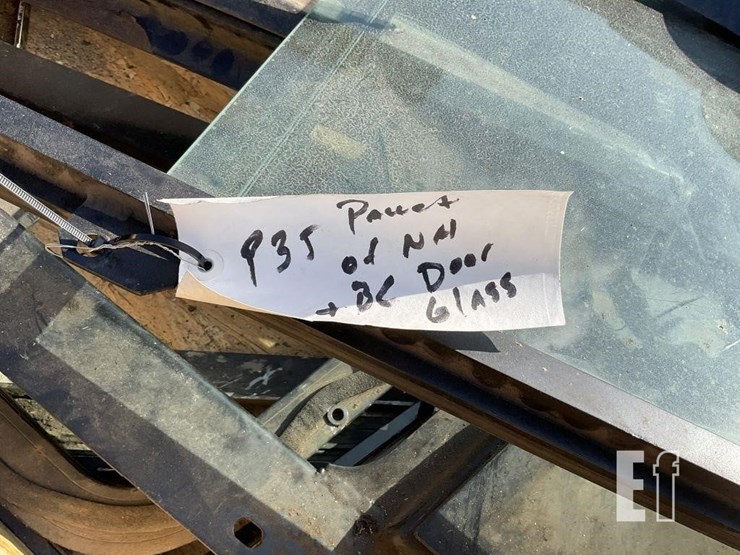 935 Pallet
of NH
+ BC Door
Glass
Ef